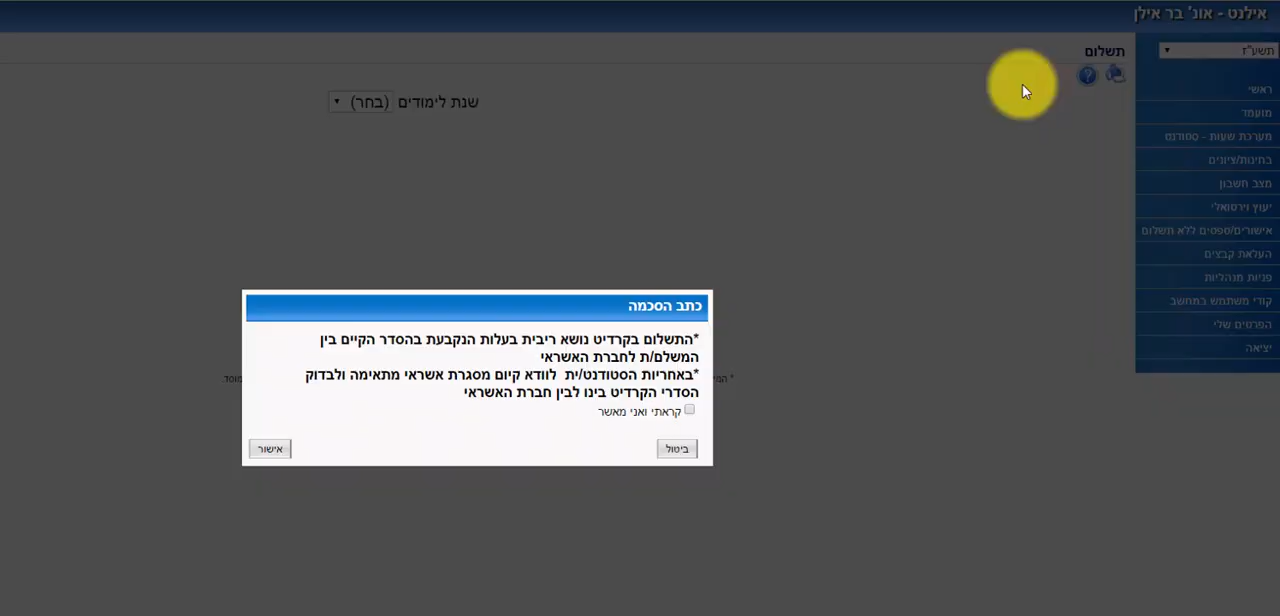 אילנט - אונ' בר אילן
תשע"ז
ראשי
מועמד
מערכת שעות - סטודנט
בחינות/ציונים
מצב חשבון
יעוץ וירטואלי
אישורים/טפסים ללא תשלום
העלאת קבצים
פניות מנהליות
קודי משתמש במחשב
הפרטים שלי
יציאה
תשלום
שנת לימודים (בחר)
כתב הסכמה
*התשלום בקרדיט נושא ריבית בעלות הנקבעת בהסדר הקיים בין
המשלם/ת לחברת האשראי
*באחריות הסטודנט/ית לוודא קיום מסגרת אשראי מתאימה ולבדוק
הסדרי הקרדיט בינו לבין חברת האשראי
קראתי ואני מאשר
ביטול
אישור